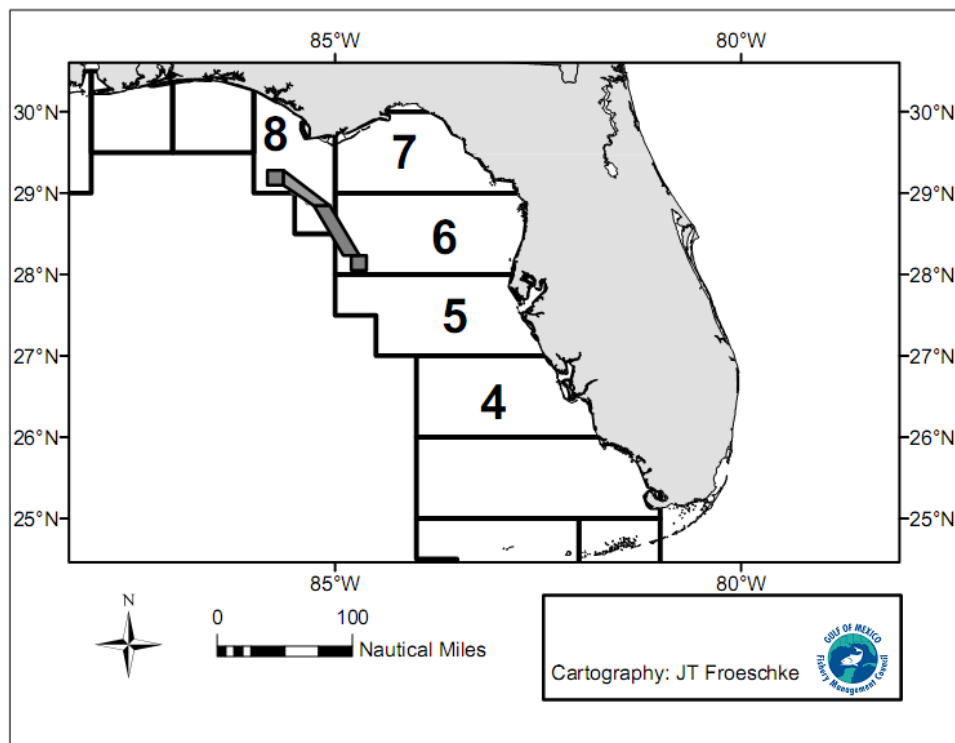 85°W 80°W
30°N 30°N
8 7
29°N 29°N
6
28°N 28°N
5
27°N 27°N
4
26°N 26°N
25°N 25°N
85°W 80°W
N
0 100
Nautical Miles
GULF OF MEXICO
Cartography: JT Froeschke
Fishery Management Council